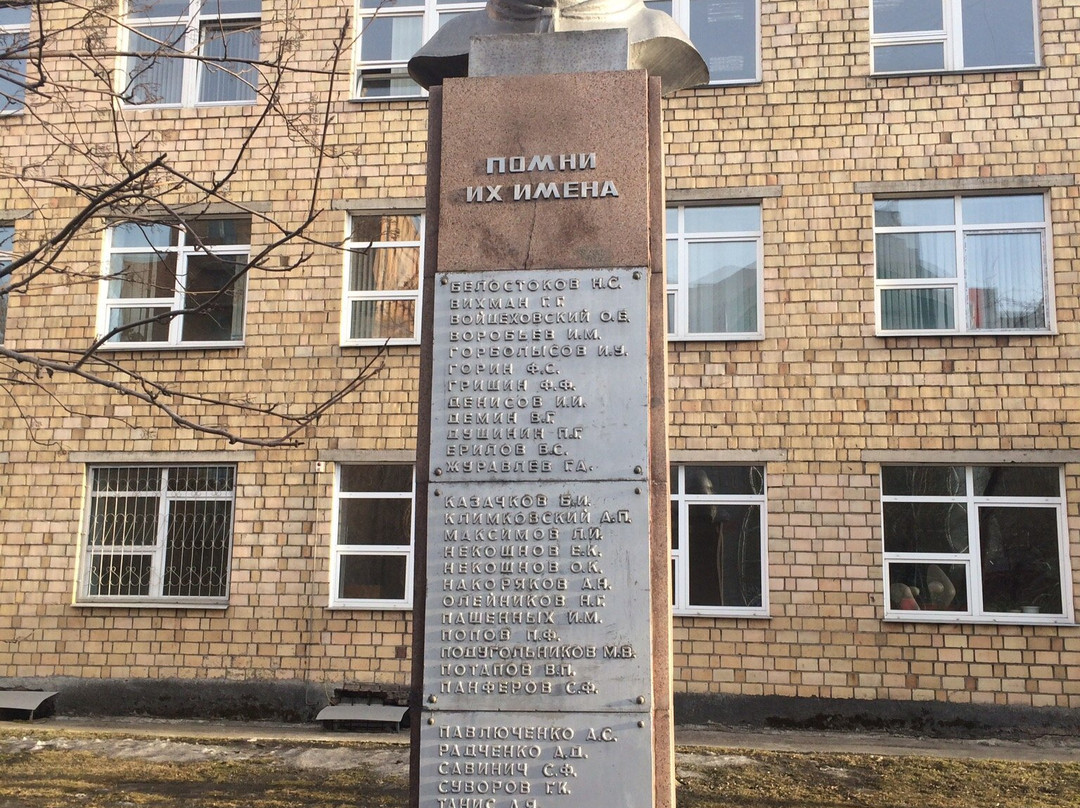 ПОМНИ
ИХ ИМЕНА
БЕЛОСТОКОВ Н.С.
ВИХМАН Г.Г.
ВОЙЦЕХОВСКИЙ О.Б.
ВОРОБЬЕВ И.М.
ГОРБОЛЫСОВ И.У.
ГОРИН Ф.С.
ГРИШИН Ф.Ф.
ДЕНИСОВ И.И.
ДЕМИН В.Г.
ДУШИНИН П.Г.
ЕРИЛОВ В.С.
ЖУРАВЛЕВ Г.А.
КАЗАЧКОВ Б.И.
КЛИМКОВСКИЙ А.П.
МАКСИМОВ Л.И.
НЕКОШНОВ Е.К.
НЕКОШНОВ О.К.
НАКОРЯКОВ А.Н.
ОЛЕЙНИКОВ Н.Г.
ПАШЕННЫХ И.М.
ПОПОВ П.Ф.
ПОДУГОЛЬНИКОВ М.В.
ПОТАПОВ В.П.
ПАНФЕРОВ С.Ф.
ПАВЛЮЧЕНКО А.С.
РАДЧЕНКО А.Д.
САВИНИЧ С.Ф.
СУВОРОВ Г.К.
ТАНИС А.Я.